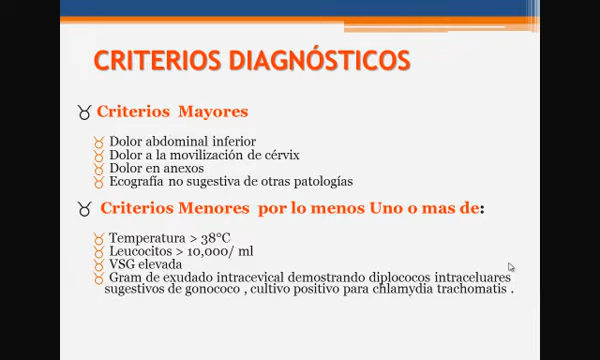 CRITERIOS DIAGNÓSTICOS
Criterios Mayores
Dolor abdominal inferior
Dolor a la movilización de cérvix
Dolor en anexos
Ecografía no sugestiva de otras patologías
Criterios Menores por lo menos Uno o mas de:
Temperatura > 38°C
Leucocitos > 10,000/ ml
VSG elevada
Gram de exudado intracevical demostrando diplococos intraceluares
sugestivos de gonococo , cultivo positivo para chlamydia trachomatis .